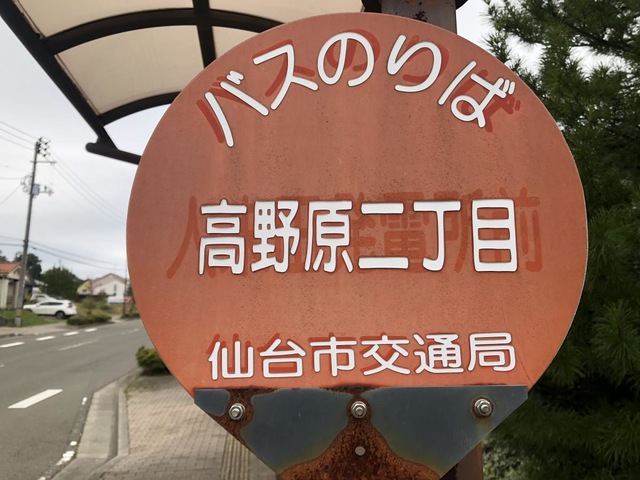 バスのりば
高野原二丁目
仙台市交通局